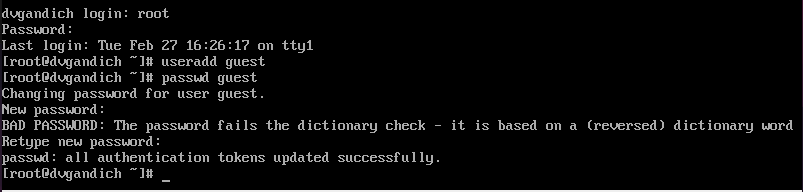 dvgandich login: root
Password:
Last login: Tue Feb 27 16:26:17 on tty1
[root@dvgandich ~]# useradd guest
[root@dvgandich ~]# passwd guest
Changing password for user guest.
New password:
BAD PASSWORD: The password fails the dictionary check - it is based on a (reversed) dictionary word
Retype new password:
passwd: all authentication tokens updated successfully.
[root@dvgandich ~]# _